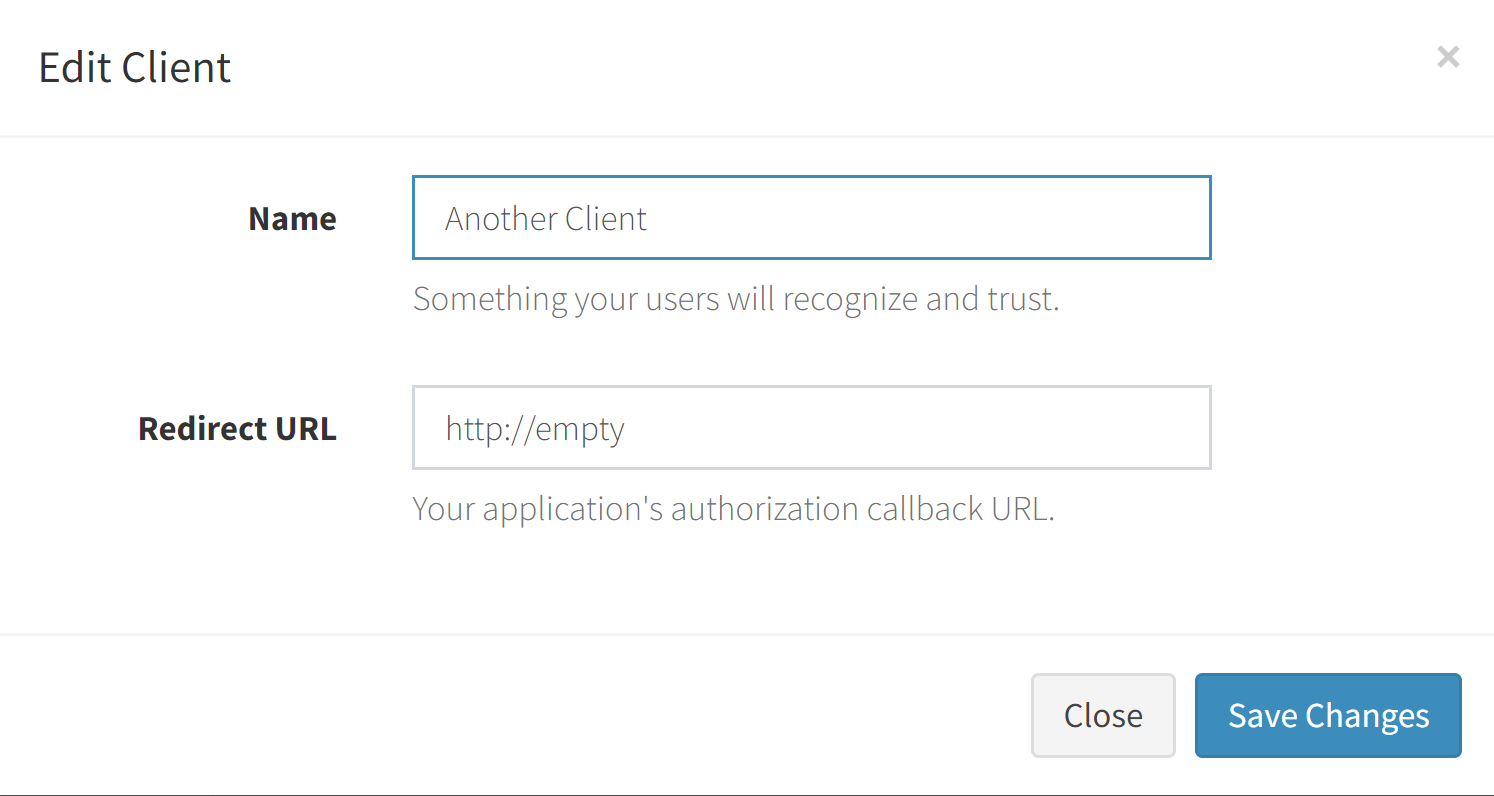 Edit Client
×
Name
Another Client
Something your users will recognize and trust.
Redirect URL
http://empty
Your application's authorization callback URL.
Close
Save Changes